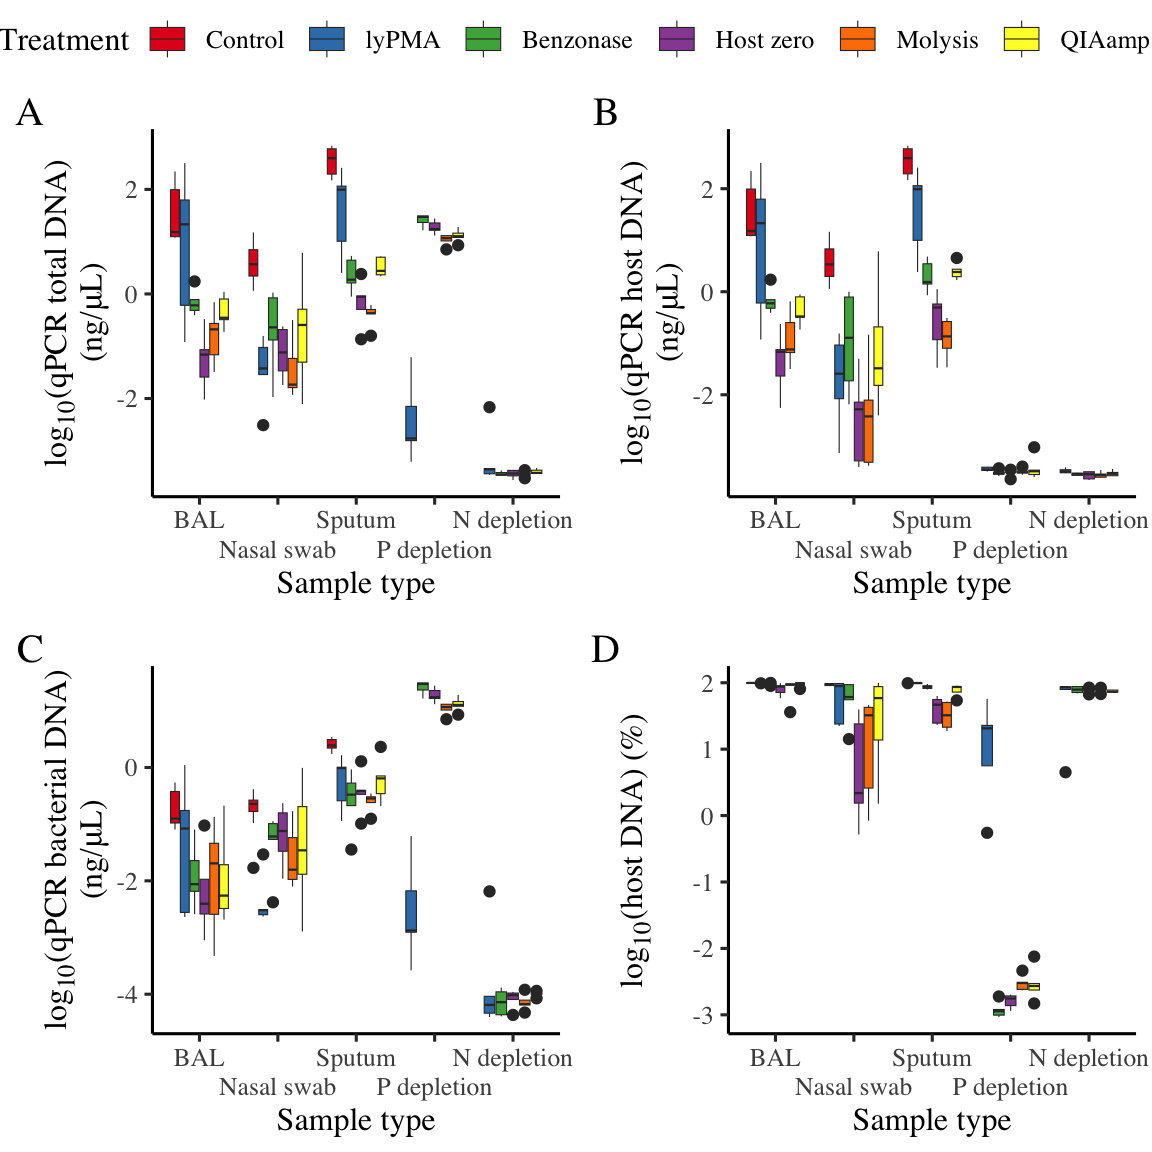 Treatment Control lyPMA Benzonase Host zero Molysis QIAamp
A
log10(qPCR total DNA)
(ng/µL)
2
0
-2
BAL Sputum N depletion
Nasal swab P depletion
Sample type
B
log10(qPCR host DNA)
(ng/µL)
2
0
-2
BAL Sputum N depletion
Nasal swab P depletion
Sample type
C
log10(qPCR bacterial DNA)
(ng/µL)
0
-2
-4
BAL Sputum N depletion
Nasal swab P depletion
Sample type
D
log10(host DNA) (%)
2
1
0
-1
-2
-3
BAL Sputum N depletion
Nasal swab P depletion
Sample type